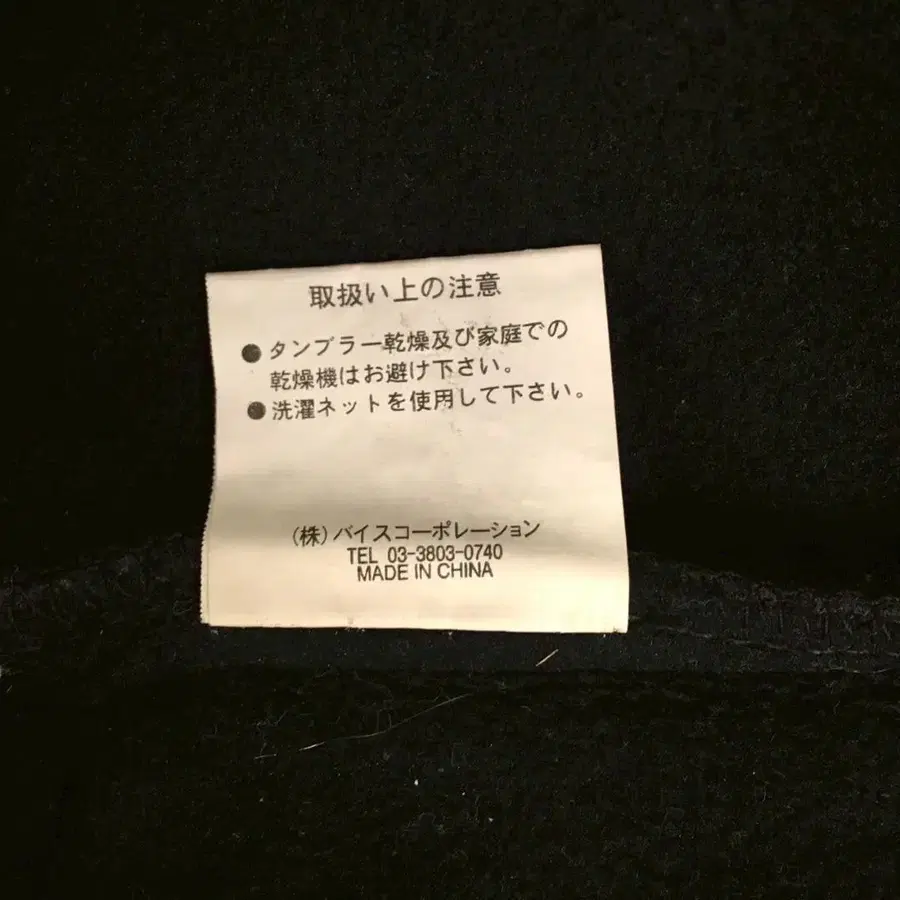 取扱い上の注意
●タンブラー乾燥及び家庭での
乾燥機はお避け下さい。
●洗濯ネットを使用して下さい。
(株)バイスコーポレーション
TEL 03-3803-0740
MADE IN CHINA